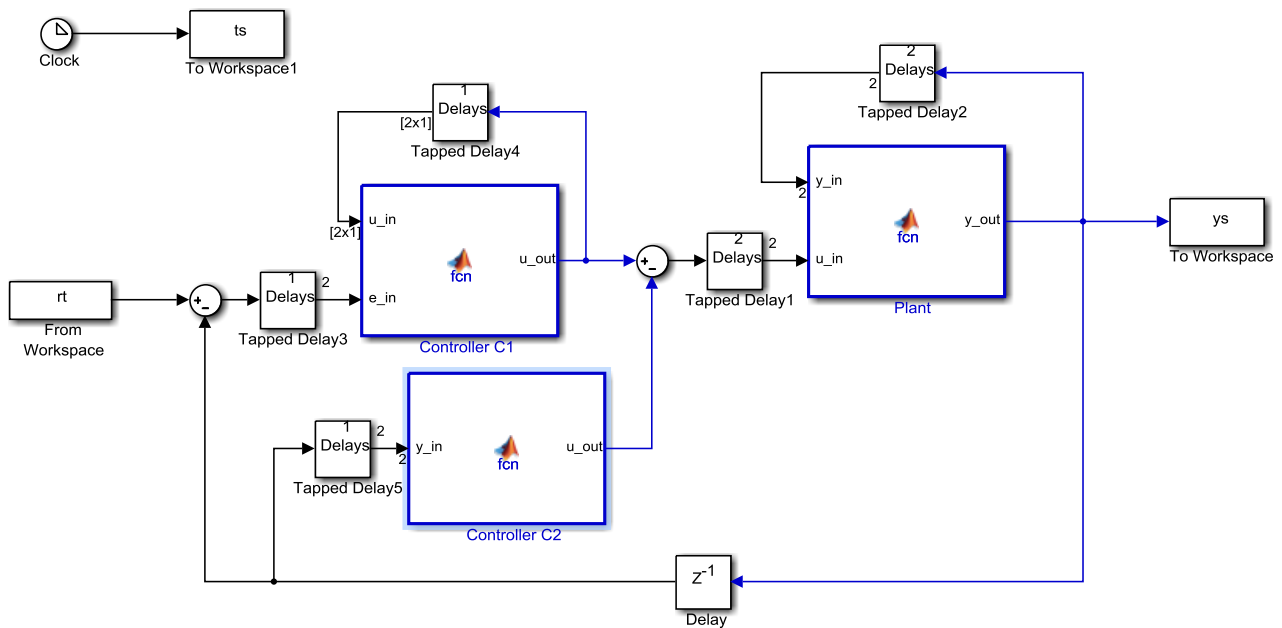 ts
Clock
To Workspace1
2
Delays
2
Tapped Delay2
1
Delays
[2x1]
Tapped Delay4
y_in
2
y_out
fcn
u_in
Plant
ys
To Workspace
u_in
[2x1]
u_out
fcn
e_in
Controller C1
+
-
2
Delays
2
Tapped Delay1
rt
From
Workspace
+
-
1
Delays
2
Tapped Delay3
1
Delays
2
2
Tapped Delay5
y_in
u_out
fcn
Controller C2
Z-1
Delay